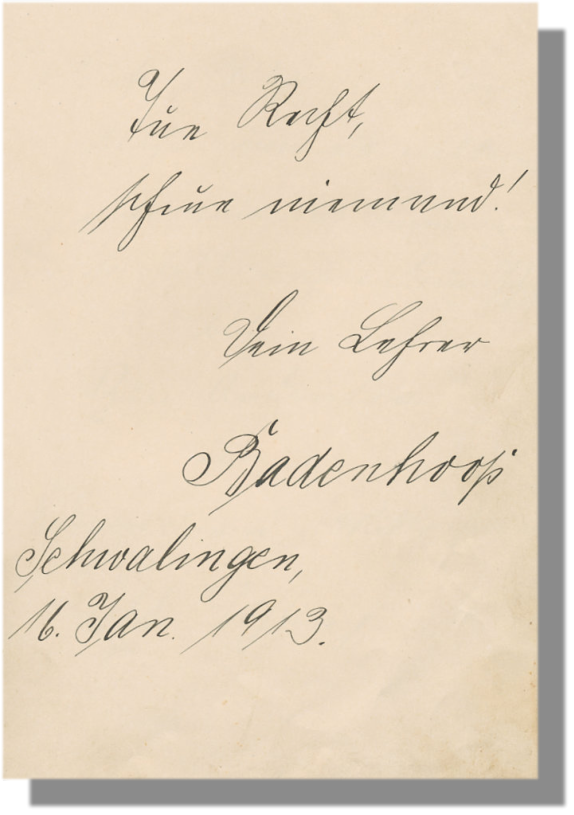 Tue Recht,
scheue niemand!
Dein Lehrer
Badenhoop
Schwalingen,
16. Jan. 1913.